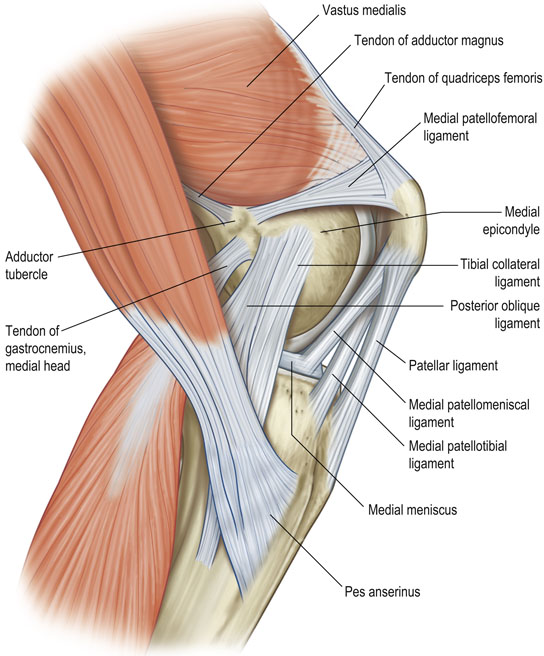 Vastus medialis
Tendon of adductor magnus
Tendon of quadriceps femoris
Medial patellofemoral
ligament
Medial
epicondyle
Adductor
tubercle
Tibial collateral
ligament
Posterior oblique
ligament
Tendon of
gastrocnemius,
medial head
Patellar ligament
Medial patellomeniscal
ligament
Medial patellotibial
ligament
Medial meniscus
Pes anserinus